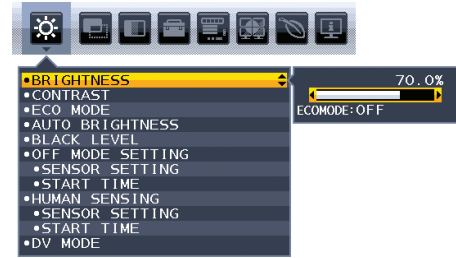 •BRIGHTNESS
•CONTRAST
•ECO MODE
•AUTO BRIGHTNESS
•BLACK LEVEL
•OFF MODE SETTING
•SENSOR SETTING
•START TIME
•HUMAN SENSING
•SENSOR SETTING
•START TIME
•DV MODE
70.0%
ECOMODE:OFF